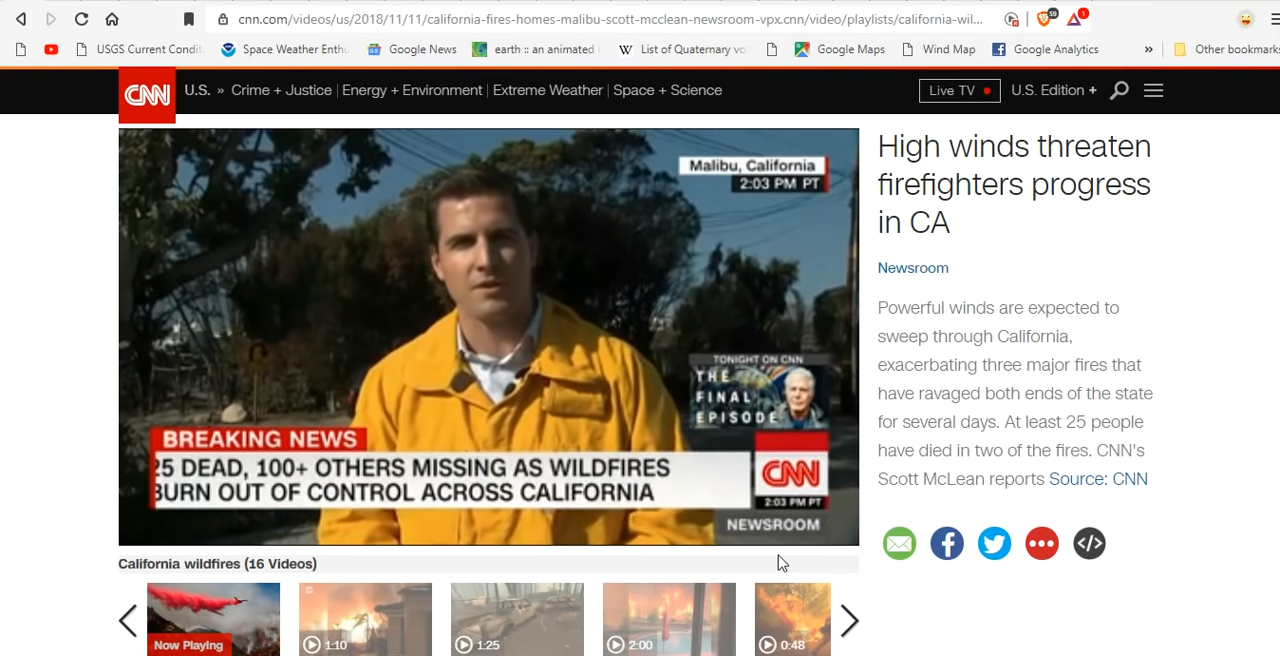 cnn.com/videos/us/2018/11/11/california-fires-homes-malibu-scott-mcclean-newsroom-vpx.cnn/video/playlists/california-wil...
59
1
USGS Current Condit
Space Weather Enthu
Google News
earth :: an animated
W List of Quaternary vo
Google Maps
Wind Map
Google Analytics
»
Other bookmarks
CNN
U.S. » Crime + Justice | Energy + Environment | Extreme Weather | Space + Science
Live TV
U.S. Edition +
Malibu, California
2:03 PM PT
TONIGHT ON CNN
THE
FINAL
EPISODE
BREAKING NEWS
25 DEAD, 100+ OTHERS MISSING AS WILDFIRES
BURN OUT OF CONTROL ACROSS CALIFORNIA
CNN
2:03 PM PT
NEWSROOM
High winds threaten
firefighters progress
in CA
Newsroom
Powerful winds are expected to
sweep through California,
exacerbating three major fires that
have ravaged both ends of the state
for several days. At least 25 people
have died in two of the fires. CNN's
Scott McLean reports Source: CNN
California wildfires (16 Videos)
Now Playing
1:10
1:25
2:00
0:48